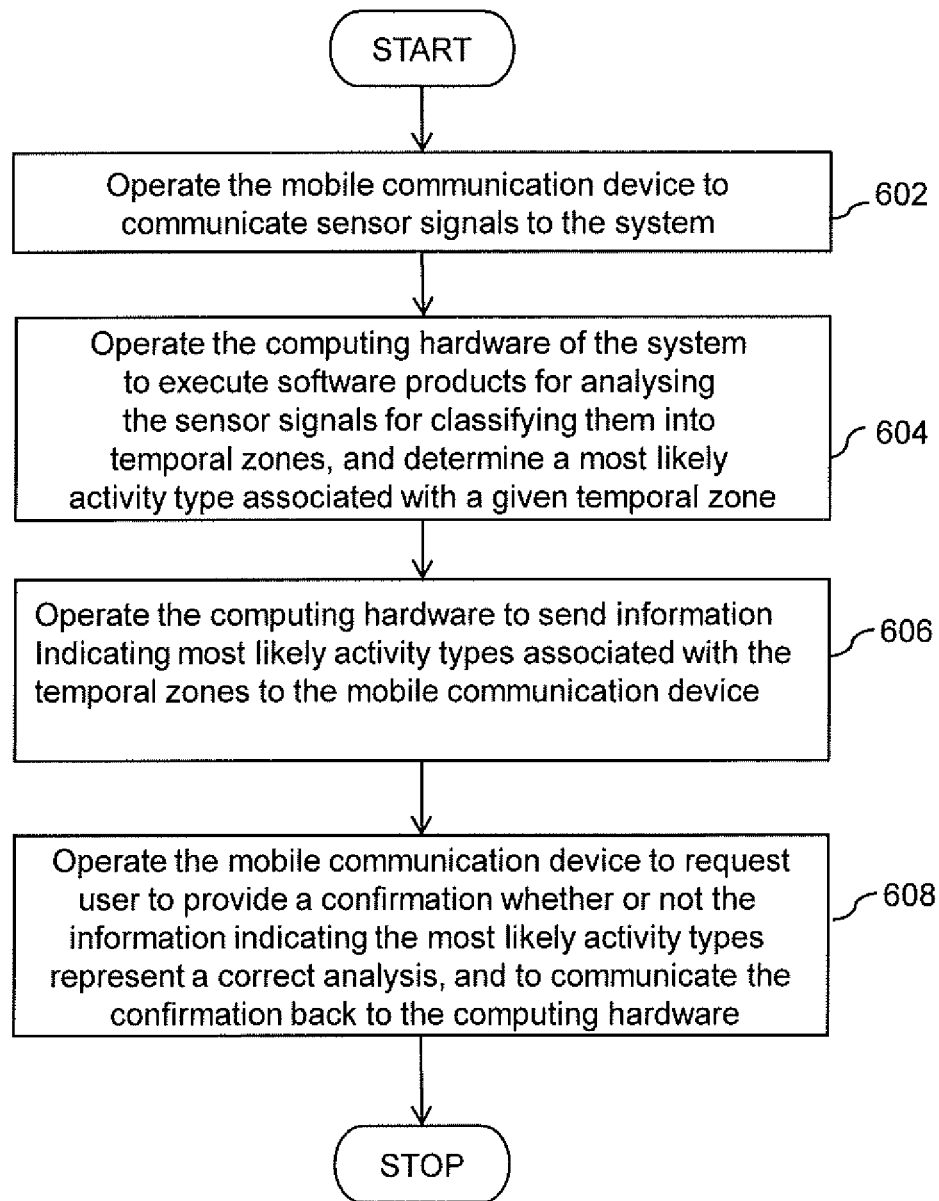 START
Operate the mobile communication device to
communicate sensor signals to the system
602
Operate the computing hardware of the system
to execute software products for analysing
the sensor signals for classifying them into
temporal zones, and determine a most likely
activity type associated with a given temporal zone
604
Operate the computing hardware to send information
Indicating most likely activity types associated with the
temporal zones to the mobile communication device
606
Operate the mobile communication device to request
user to provide a confirmation whether or not the
information indicating the most likely activity types
represent a correct analysis, and to communicate the
confirmation back to the computing hardware
608
STOP